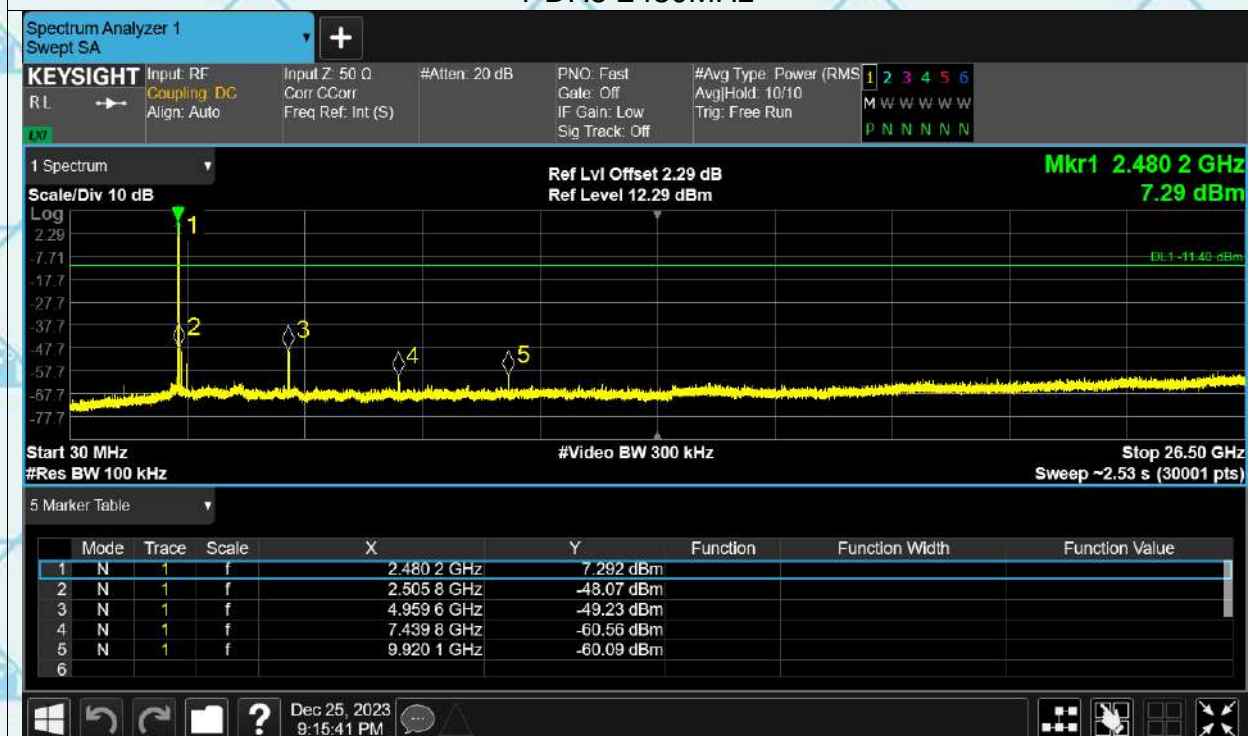 Spectrum Analyzer 1
Swept SA
+
KEYSIGHT
RL
LXI
Input: RF
Coupling: DC
Align: Auto
Input Z: 50 Ω
Corr CCorr
Freq Ref: Int (S)
#Atten: 20 dB
PNO: Fast
Gate: Off
IF Gain: Low
Sig Track: Off
#Avg Type: Power (RMS
Avg|Hold: 10/10
Trig: Free Run
1 2 3 4 5 6
M W W W W W
P N N N N N
1 Spectrum
Scale/Div 10 dB
Ref Lvl Offset 2.29 dB
Ref Level 12.29 dBm
Mkr1 2.480 2 GHz
7.29 dBm
Log
2.29
-7.71
-17.7
-27.7
-37.7
-47.7
-57.7
-67.7
-77.7
1
2
3
4
5
DL1 -11.40 dBm
Start 30 MHz
#Res BW 100 kHz
#Video BW 300 kHz
Stop 26.50 GHz
Sweep ~2.53 s (30001 pts)
5 Marker Table
Mode Trace Scale X Y Function Function Width Function Value
1 N 1 f 2.480 2 GHz 7.292 dBm
2 N 1 f 2.505 8 GHz -48.07 dBm
3 N 1 f 4.959 6 GHz -49.23 dBm
4 N 1 f 7.439 8 GHz -60.56 dBm
5 N 1 f 9.920 1 GHz -60.09 dBm
6
?
Dec 25, 2023
9:15:41 PM